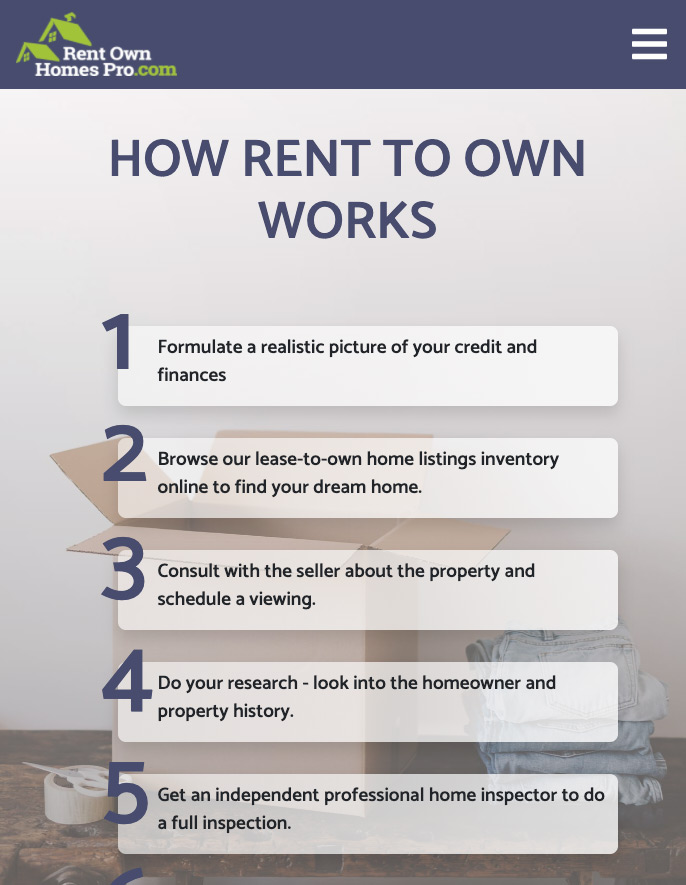 Rent Own
Homes Pro.com
HOW RENT TO OWN
WORKS
1
Formulate a realistic picture of your credit and
finances
2
Browse our lease-to-own home listings inventory
online to find your dream home.
3
Consult with the seller about the property and
schedule a viewing.
4
Do your research - look into the homeowner and
property history.
5
Get an independent professional home inspector to do
a full inspection.